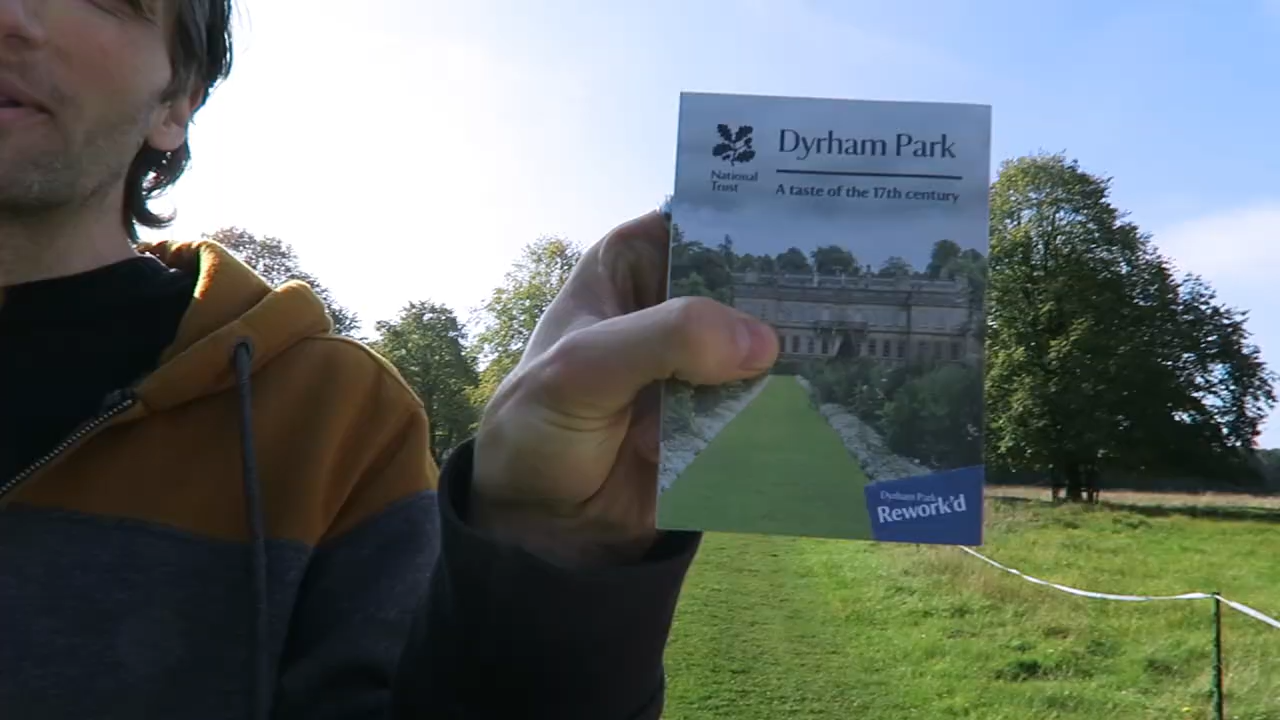 Dyrham Park
National
Trust
A taste of the 17th century
Dyrham Park
Rework'd